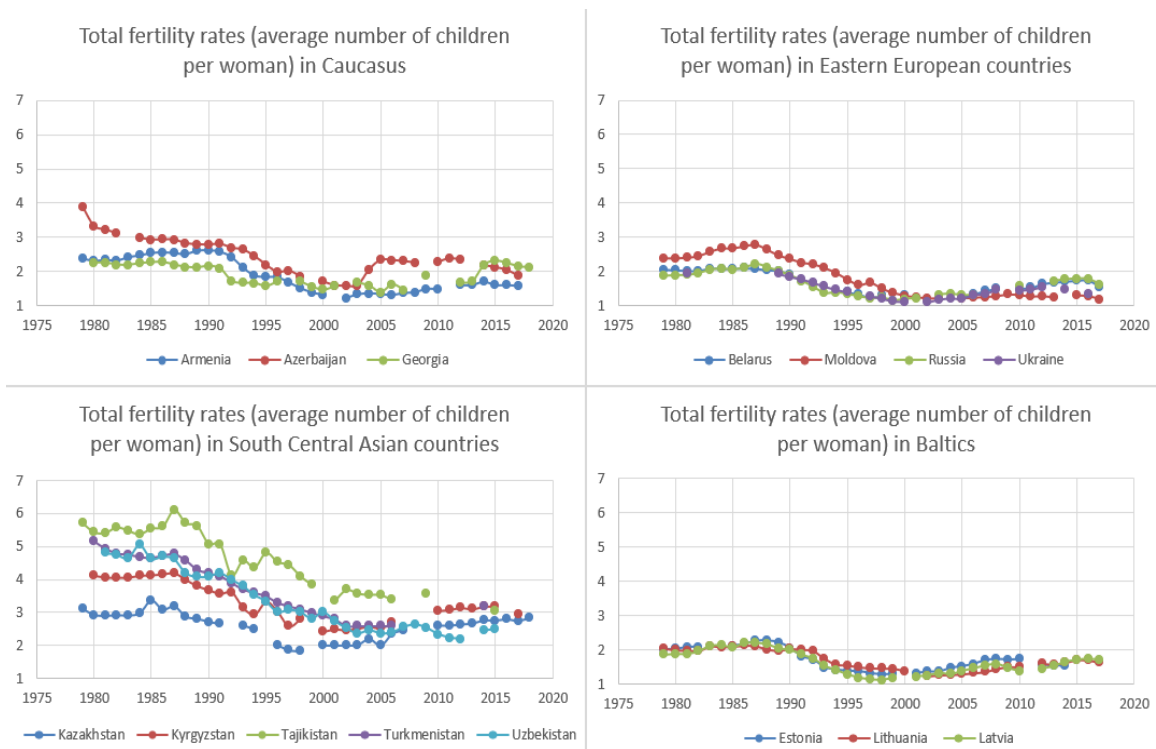 Total fertility rates (average number of children
per woman) in Caucasus
7
6
5
4
3
2
1
1975 1980 1985 1990 1995 2000 2005 2010 2015 2020
Armenia Azerbaijan Georgia
Total fertility rates (average number of children
per woman) in Eastern European countries
7
6
5
4
3
2
1
1975 1980 1985 1990 1995 2000 2005 2010 2015 2020
Belarus Moldova Russia Ukraine
Total fertility rates (average number of children
per woman) in South Central Asian countries
7
6
5
4
3
2
1
1975 1980 1985 1990 1995 2000 2005 2010 2015 2020
Kazakhstan Kyrgyzstan Tajikistan Turkmenistan Uzbekistan
Total fertility rates (average number of children
per woman) in Baltics
7
6
5
4
3
2
1
1975 1980 1985 1990 1995 2000 2005 2010 2015 2020
Estonia Lithuania Latvia